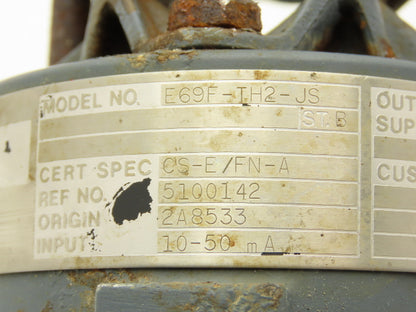 MODEL NO. E69F-TH2-JS OUT
ST. B SUP
CERT SPEC CS-E/FN-A CUS
REF NO. 5100142
ORIGIN 2A8533
INPUT 10-50 mA